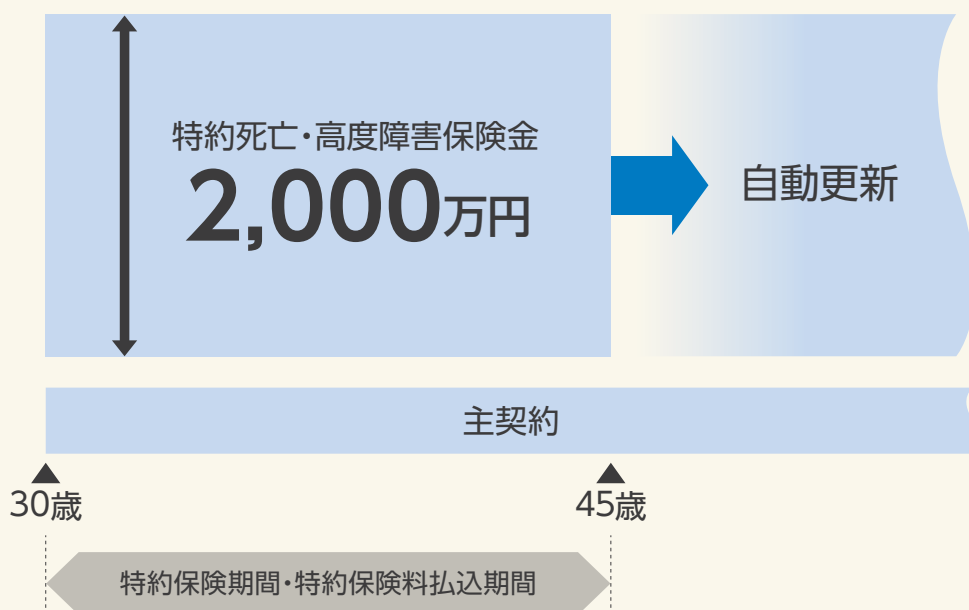 特約死亡・高度障害保険金
2,000万円
自動更新
主契約
30歳
45歳
特約保険期間・特約保険料払込期間